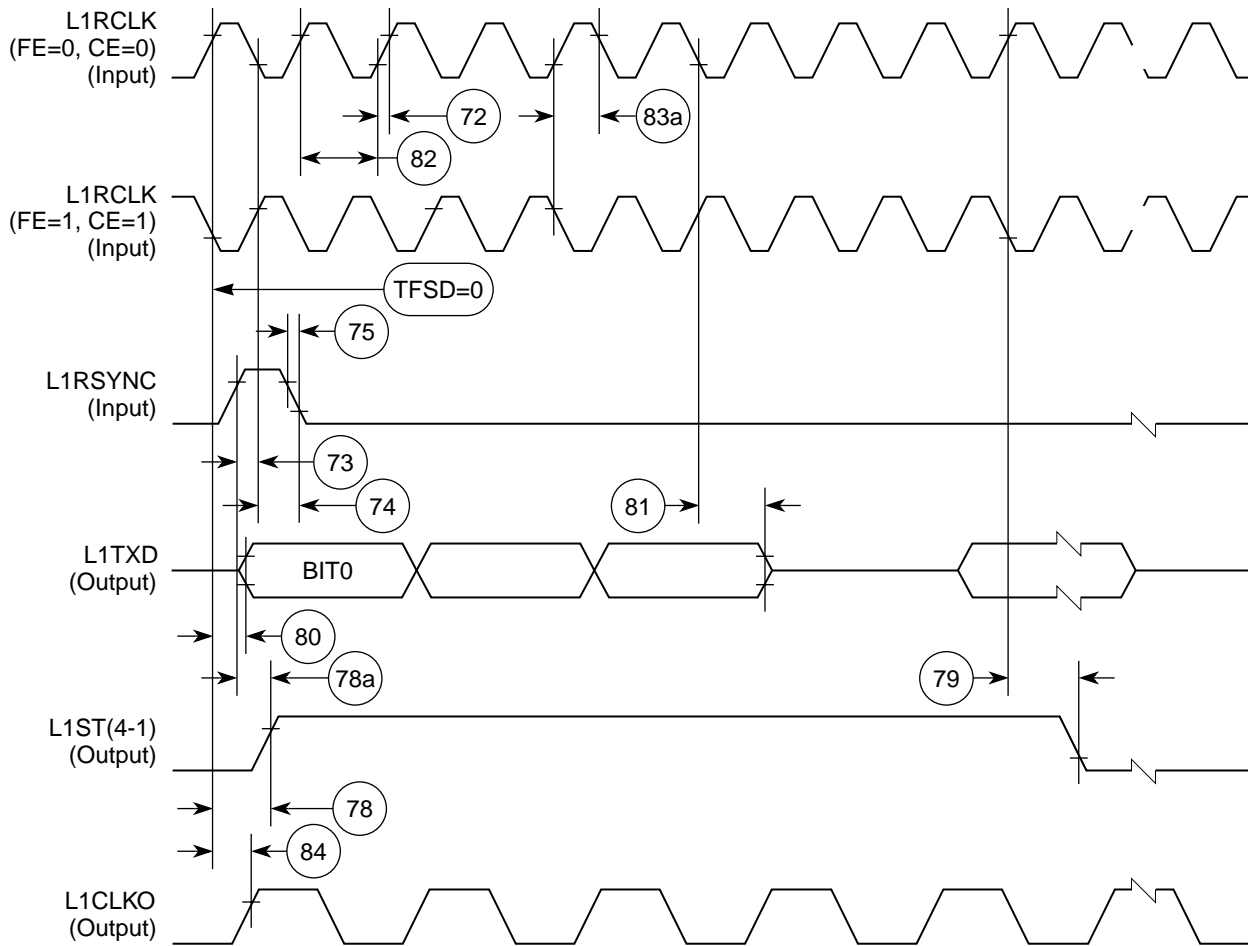 L1RCLK
(FE=0, CE=0)
(Input)
72
83a
82
L1RCLK
(FE=1, CE=1)
(Input)
TFSD=0
75
L1RSYNC
(Input)
73
74
81
L1TXD
(Output)
BIT0
80
78a
79
L1ST(4-1)
(Output)
78
84
L1CLKO
(Output)